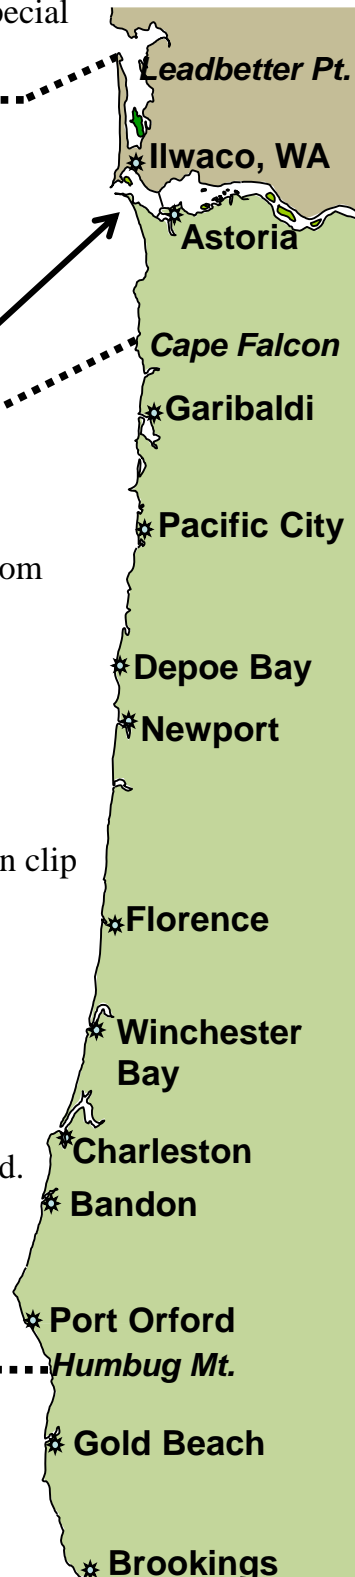 pecial
Leadbetter Pt.
Ilwaco, WA
Astoria
Cape Falcon
Garibaldi
Pacific City
om
Depoe Bay
Newport
n clip
Florence
Winchester
Bay
Charleston
d.
Bandon
Port Orford
Humbug Mt.
Gold Beach
Brookings